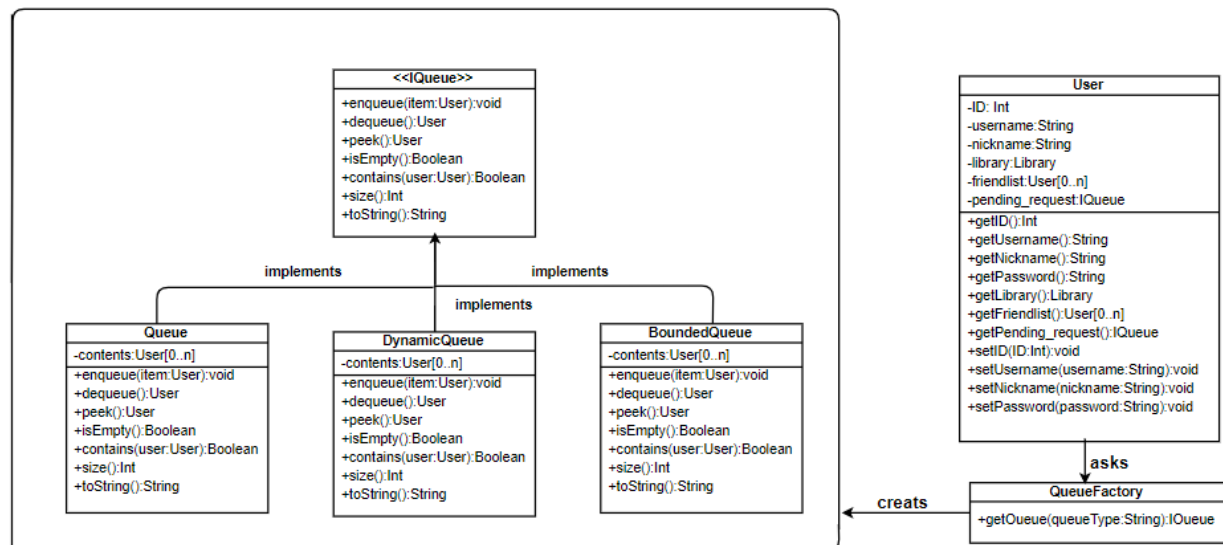 <<IQueue>>
+enqueue(item:User):void
+dequeue():User
+peek():User
+isEmpty():Boolean
+contains(user:User):Boolean
+size():Int
+toString():String
implements
implements
implements
Queue
-contents:User[0..n]
+enqueue(item:User):void
+dequeue():User
+peek():User
+isEmpty():Boolean
+contains(user:User):Boolean
+size():Int
+toString():String
DynamicQueue
-contents:User[0..n]
+enqueue(item:User):void
+dequeue():User
+peek():User
+isEmpty():Boolean
+contains(user:User):Boolean
+size():Int
+toString():String
BoundedQueue
-contents:User[0..n]
+enqueue(item:User):void
+dequeue():User
+peek():User
+isEmpty():Boolean
+contains(user:User):Boolean
+size():Int
+toString():String
User
-ID: Int
-username:String
-nickname:String
-library:Library
-friendlist:User[0..n]
-pending_request:IQueue
+getID():Int
+getUsername():String
+getNickname():String
+getPassword():String
+getLibrary():Library
+getFriendlist():User[0..n]
+getPending_request():IQueue
+setID(ID:Int):void
+setUsername(username:String):void
+setNickname(nickname:String):void
+setPassword(password:String):void
asks
creats
QueueFactory
+getQueue(queueType:String):IQueue